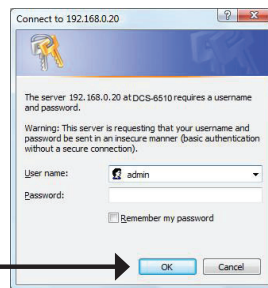 Connect to 192.168.0.20
The server 192.168.0.20 at DCS-6510 requires a username
and password.
Warning: This server is requesting that your username and
password be sent in an insecure manner (basic authentication
without a secure connection).
User name:
admin
Password:
Remember my password
OK
Cancel